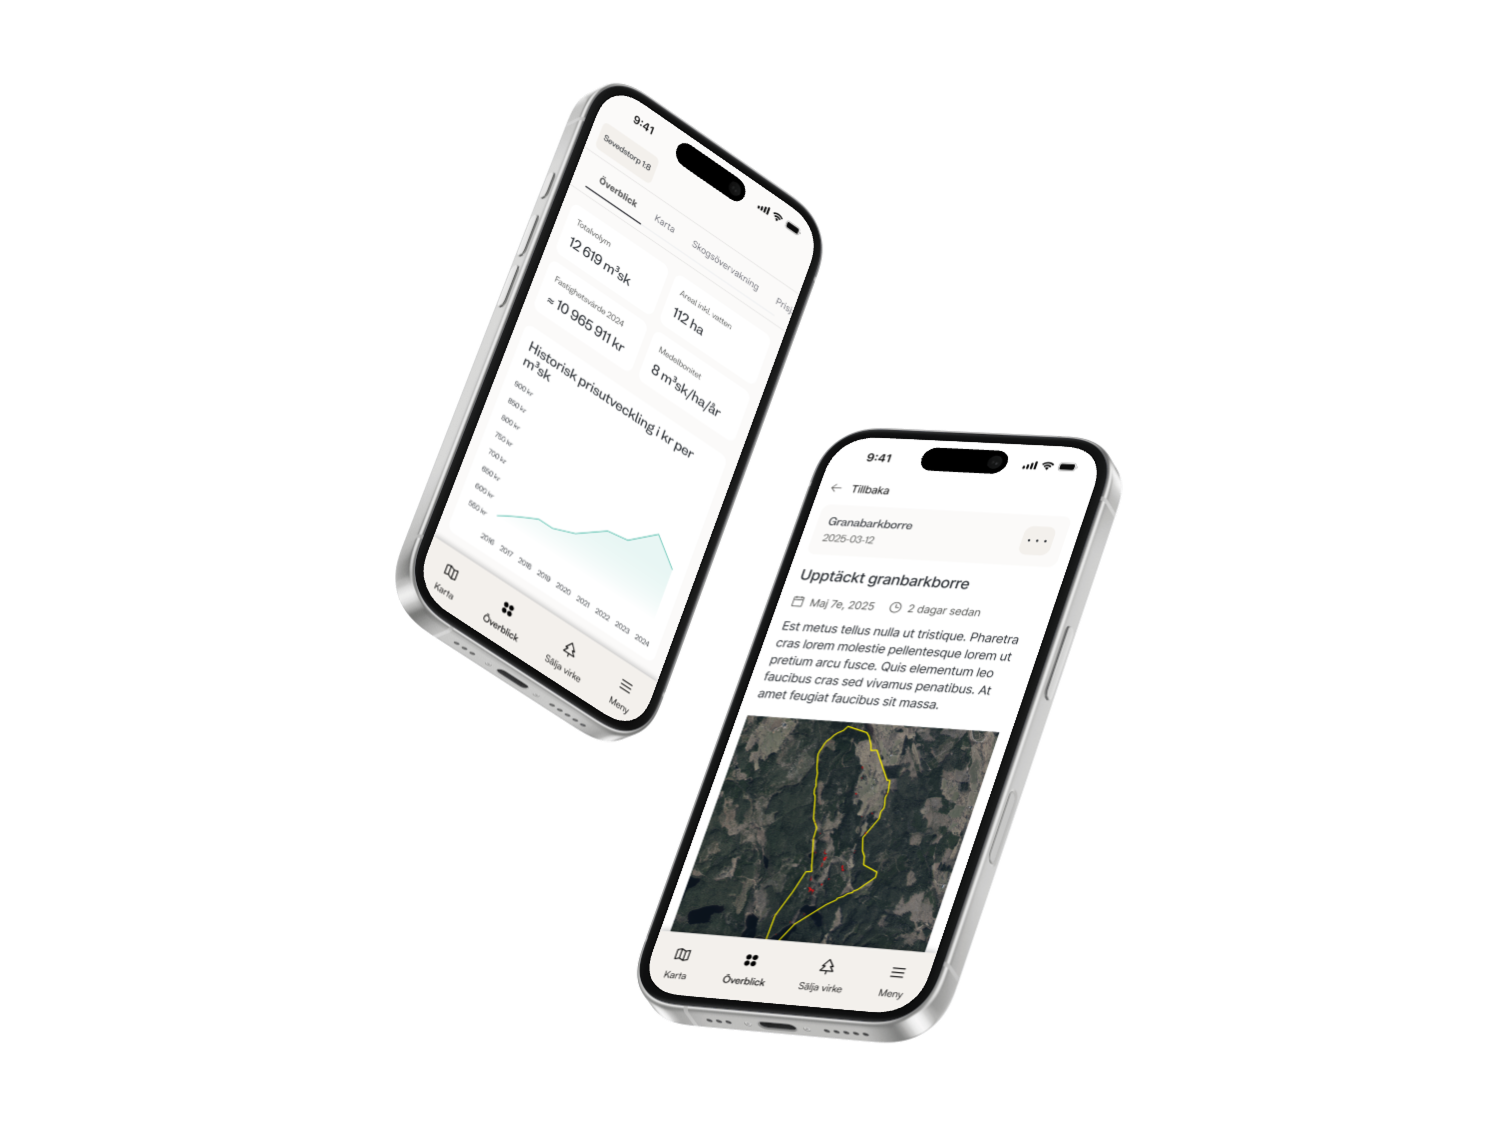 9:41
Sevedstorp 1:8
Överblick
Karta
Skogsövervakning
Totalvolym
12 619 m³sk
Areal inkl. vatten
112 ha
Fastighetsvärde 2024
≈ 10 965 911 kr
Medelbonitet
8 m³sk/ha/år
Historisk prisutveckling i kr per
m³sk
900 kr
850 kr
800 kr
750 kr
700 kr
650 kr
600 kr
550 kr
2016 2017 2018 2019 2020 2021 2022 2023 2024
Karta
Överblick
Sälja virke
Meny
9:41
Tillbaka
Granabarkborre
2025-03-12
Upptäckt granbarkborre
Maj 7e, 2025 2 dagar sedan
Est metus tellus nulla ut tristique. Pharetra
cras lorem molestie pellentesque lorem ut
pretium arcu fusce. Quis elementum leo
faucibus cras sed vivamus penatibus. At
amet feugiat faucibus sit massa.
Karta
Överblick
Sälja virke
Meny